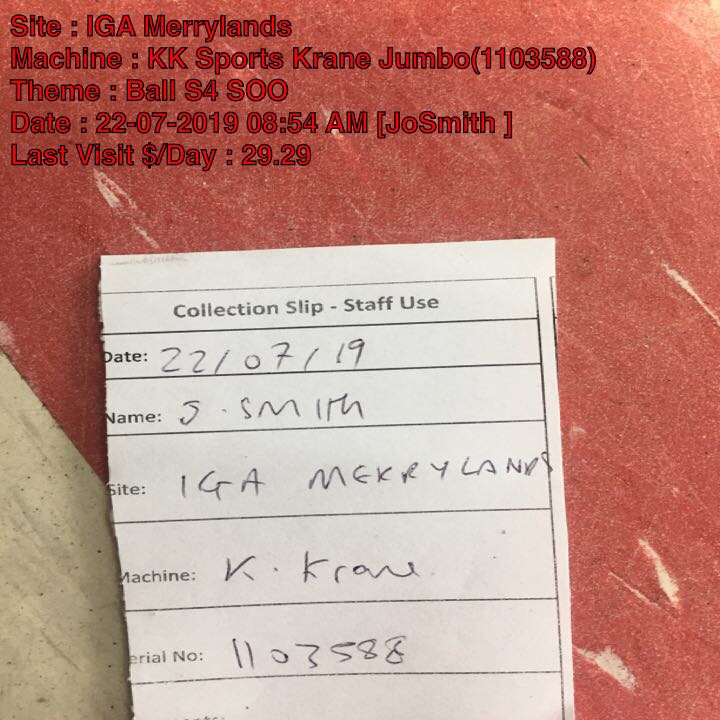 Site : IGA Merrylands
Machine : KK Sports Krane Jumbo(1103588)
Theme : Ball S4 SOO
Date : 22-07-2019 08:54 AM [JoSmith ]
Last Visit $/Day : 29.29
Collection Slip - Staff Use
Date: 22/07/19
Name: J. SMITH
Site: IGA MERRYLANDS
Machine: K. Krane
erial No: 1103588